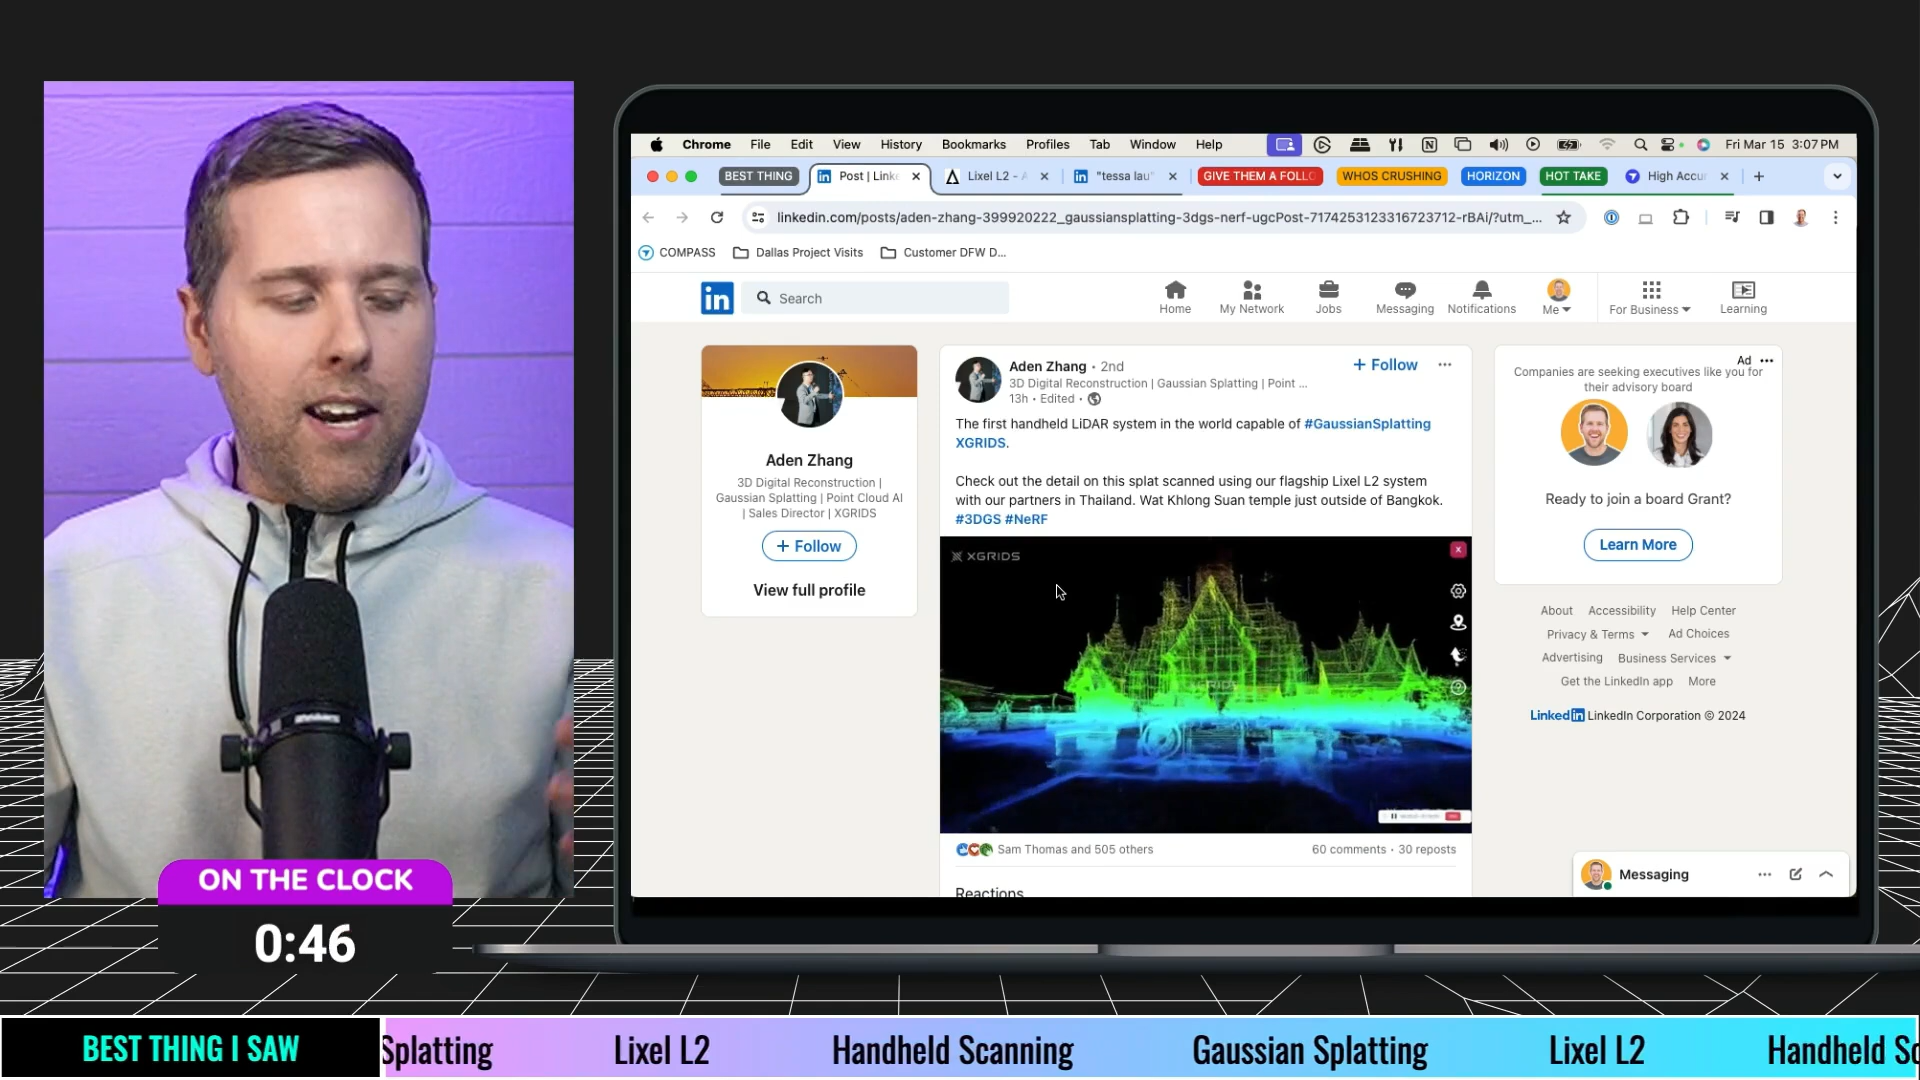 Chrome File Edit View History Bookmarks Profiles Tab Window Help Fri Mar 15 3:07 PM
BEST THING Post | Linke Lixel L2 - A "tessa lau" GIVE THEM A FOLLO WHOS CRUSHING HORIZON HOT TAKE High Accu
linkedin.com/posts/aden-zhang-399920222_gaussiansplatting-3dgs-nerf-ugcPost-7174253123316723712-rBAi/?utm_...
COMPASS Dallas Project Visits Customer DFW D...
in Search Home My Network Jobs Messaging Notifications Me For Business Learning
Aden Zhang
3D Digital Reconstruction |
Gaussian Splatting | Point Cloud AI
| Sales Director | XGRIDS
+ Follow
View full profile
Aden Zhang • 2nd
+ Follow
3D Digital Reconstruction | Gaussian Splatting | Point ...
13h • Edited •
The first handheld LiDAR system in the world capable of #GaussianSplatting
XGRIDS.
Check out the detail on this splat scanned using our flagship Lixel L2 system
with our partners in Thailand. Wat Khlong Suan temple just outside of Bangkok.
#3DGS #NeRF
XGRIDS
Sam Thomas and 505 others
60 comments • 30 reposts
Reactions
Ad
Companies are seeking executives like you for
their advisory board
Ready to join a board Grant?
Learn More
About Accessibility Help Center
Privacy & Terms Ad Choices
Advertising Business Services
Get the LinkedIn app More
LinkedIn LinkedIn Corporation © 2024
Messaging
ON THE CLOCK
0:46
BEST THING I SAW
Splatting Lixel L2 Handheld Scanning Gaussian Splatting Lixel L2 Handheld Sc